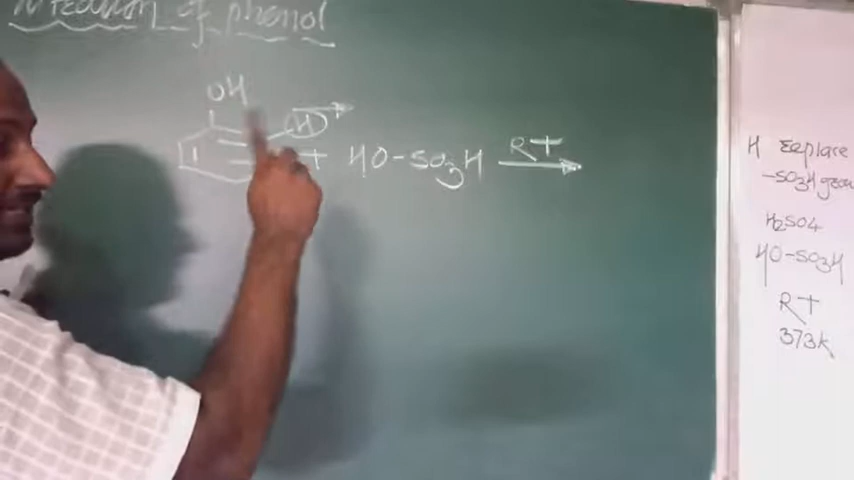 of phenol
OH
H
+ HO-SO3H
RT
H Replace
-SO3H
H2SO4
HO-SO3H
RT
373K